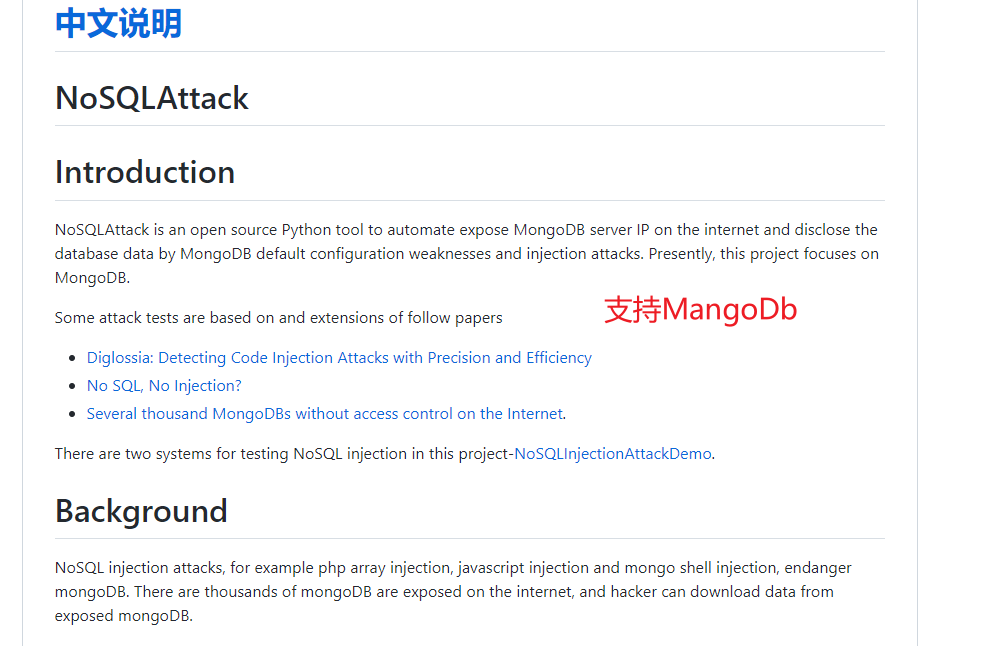 中文说明
NoSQLAttack
Introduction
NoSQLAttack is an open source Python tool to automate expose MongoDB server IP on the internet and disclose the
database data by MongoDB default configuration weaknesses and injection attacks. Presently, this project focuses on
MongoDB.
支持MangoDb
Some attack tests are based on and extensions of follow papers
Diglossia: Detecting Code Injection Attacks with Precision and Efficiency
No SQL, No Injection?
Several thousand MongoDBs without access control on the Internet.
There are two systems for testing NoSQL injection in this project-NoSQLInjectionAttackDemo.
Background
NoSQL injection attacks, for example php array injection, javascript injection and mongo shell injection, endanger
mongoDB. There are thousands of mongoDB are exposed on the internet, and hacker can download data from
exposed mongoDB.